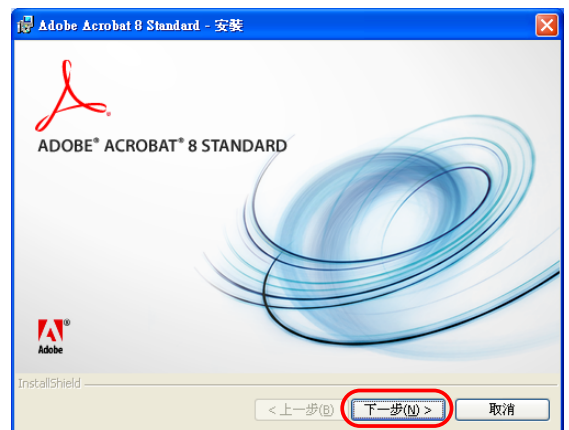 Adobe Acrobat 8 Standard - 安裝
ADOBE® ACROBAT® 8 STANDARD
Adobe
InstallShield
< 上一步(B) 下一步(N) > 取消